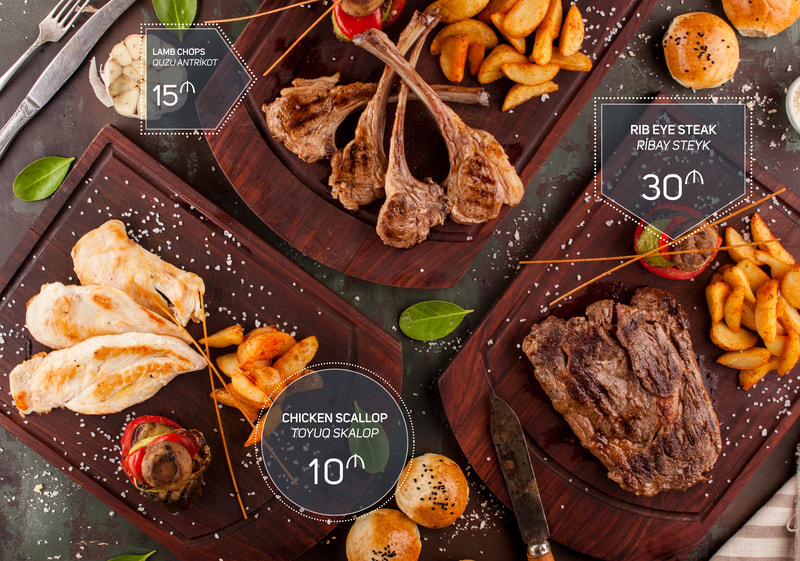 LAMB CHOPS
QUZU ANTRİKOT
15₼
RIB EYE STEAK
RİBAY STEYK
30₼
CHICKEN SCALLOP
TOYUQ SKALOP
10₼